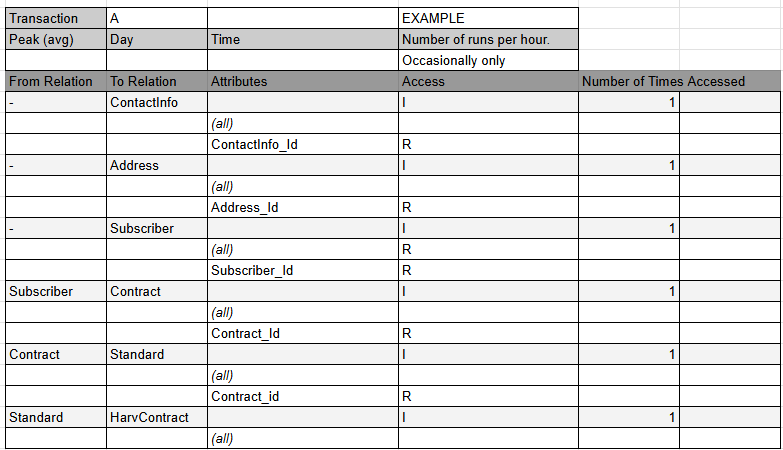 Transaction A EXAMPLE
Peak (avg) Day Time Number of runs per hour.
Occasionally only
From Relation To Relation Attributes Access Number of Times Accessed
- ContactInfo I 1
(all)
ContactInfo_Id R
- Address I 1
(all)
Address_Id R
- Subscriber I 1
(all) R
Subscriber_Id R
Subscriber Contract I 1
(all)
Contract_Id R
Contract Standard I 1
(all)
Contract_id R
Standard HarvContract I 1
(all)